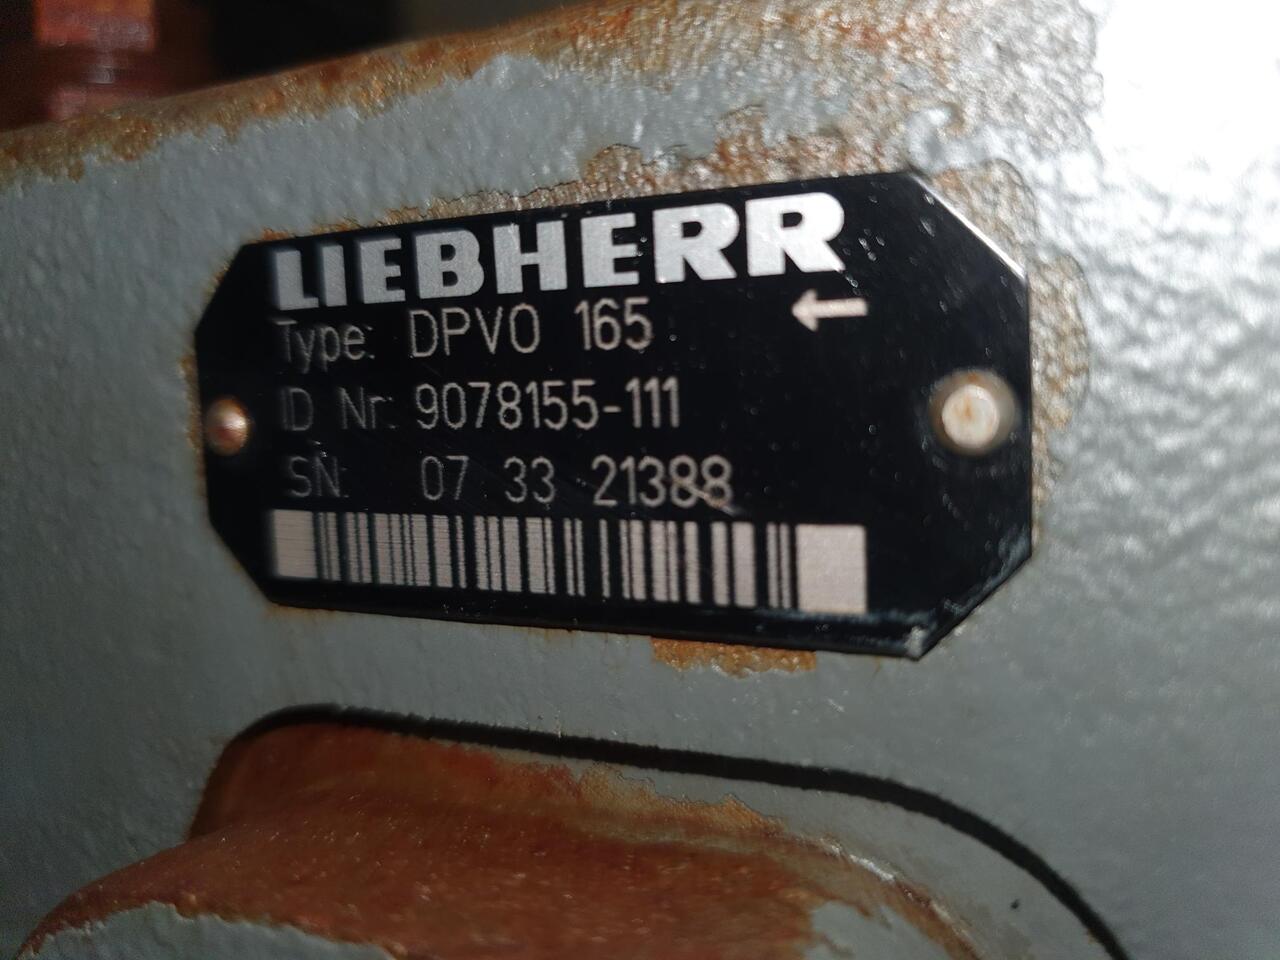 LIEBHERR
Type: DPVO 165
ID Nr: 9078155-111
SN: 07 33 21388